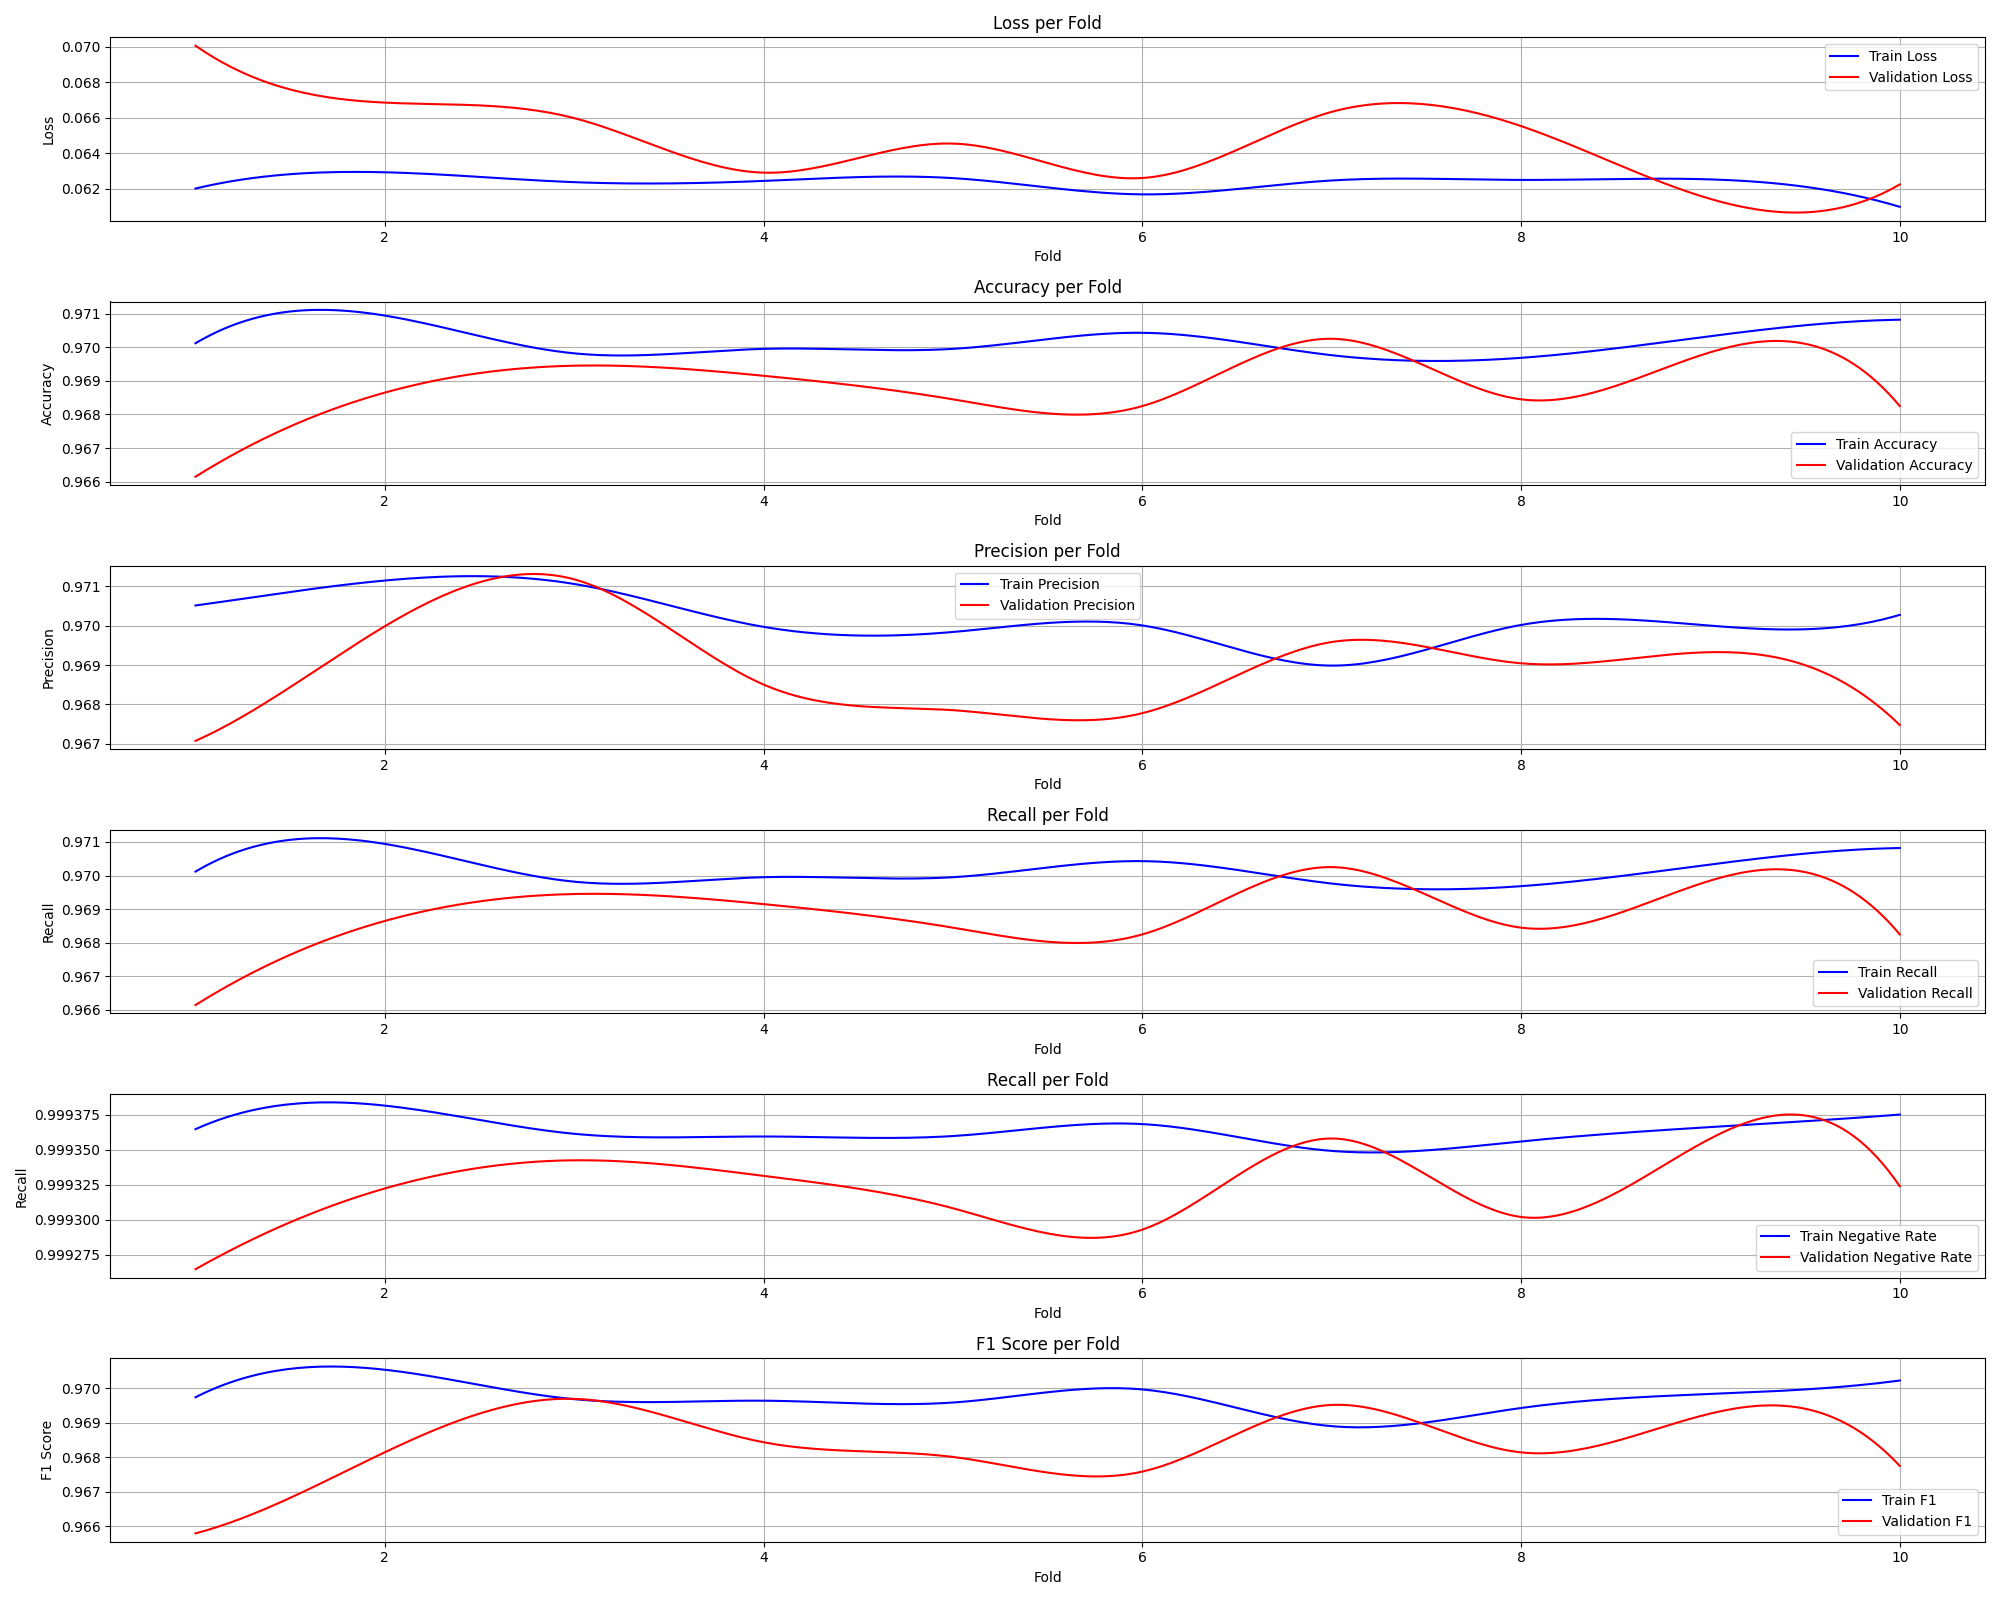 Loss per Fold
0.070
0.068
0.066
0.064
0.062
Loss
Train Loss
Validation Loss
2 4 6 8 10
Fold
Accuracy per Fold
0.971
0.970
0.969
0.968
0.967
0.966
Accuracy
Train Accuracy
Validation Accuracy
2 4 6 8 10
Fold
Precision per Fold
0.971
0.970
0.969
0.968
0.967
Precision
Train Precision
Validation Precision
2 4 6 8 10
Fold
Recall per Fold
0.971
0.970
0.969
0.968
0.967
0.966
Recall
Train Recall
Validation Recall
2 4 6 8 10
Fold
Recall per Fold
0.999375
0.999350
0.999325
0.999300
0.999275
Recall
Train Negative Rate
Validation Negative Rate
2 4 6 8 10
Fold
F1 Score per Fold
0.970
0.969
0.968
0.967
0.966
F1 Score
Train F1
Validation F1
2 4 6 8 10
Fold